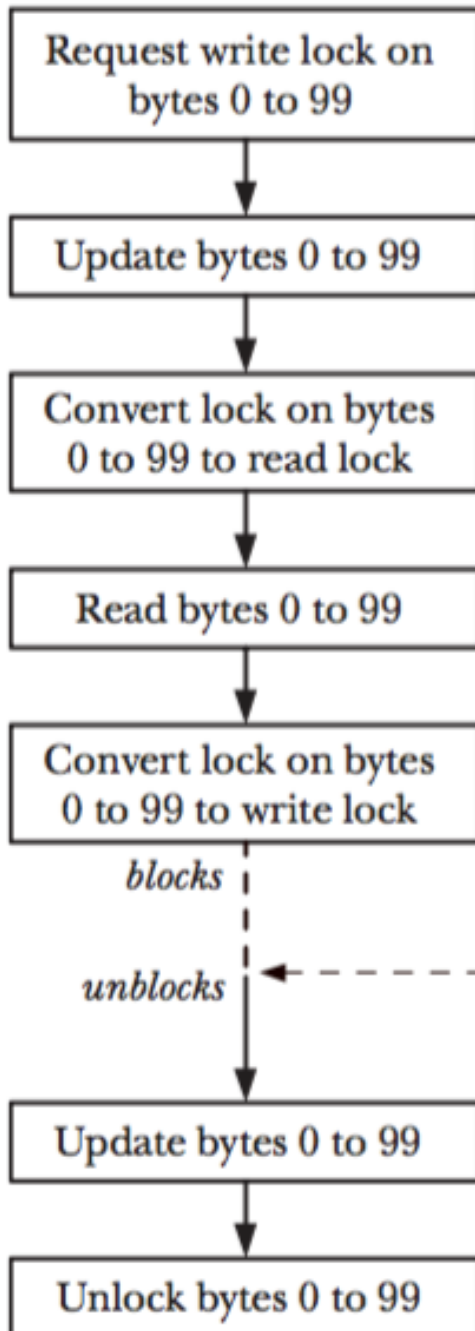 Request write lock on
bytes 0 to 99
Update bytes 0 to 99
Convert lock on bytes
0 to 99 to read lock
Read bytes 0 to 99
Convert lock on bytes
0 to 99 to write lock
blocks
unblocks
Update bytes 0 to 99
Unlock bytes 0 to 99